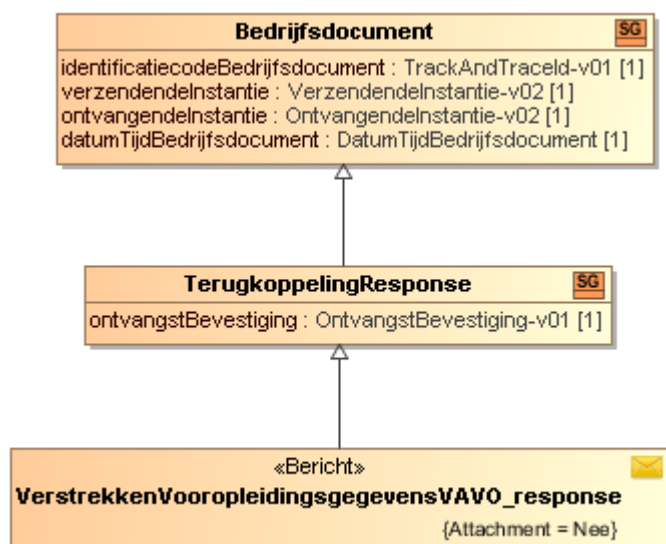 Bedrijfsdocument
SG
identificatiecodeBedrijfsdocument : TrackAndTraceId-v01 [1]
verzendendeInstantie : VerzendendeInstantie-v02 [1]
ontvangendeInstantie : OntvangendeInstantie-v02 [1]
datumTijdBedrijfsdocument : DatumTijdBedrijfsdocument [1]
TerugkoppelingResponse
SG
ontvangstBevestiging : OntvangstBevestiging-v01 [1]
«Bericht»
VerstrekkenVooropleidingsgegevensVAVO_response
{Attachment = Nee}